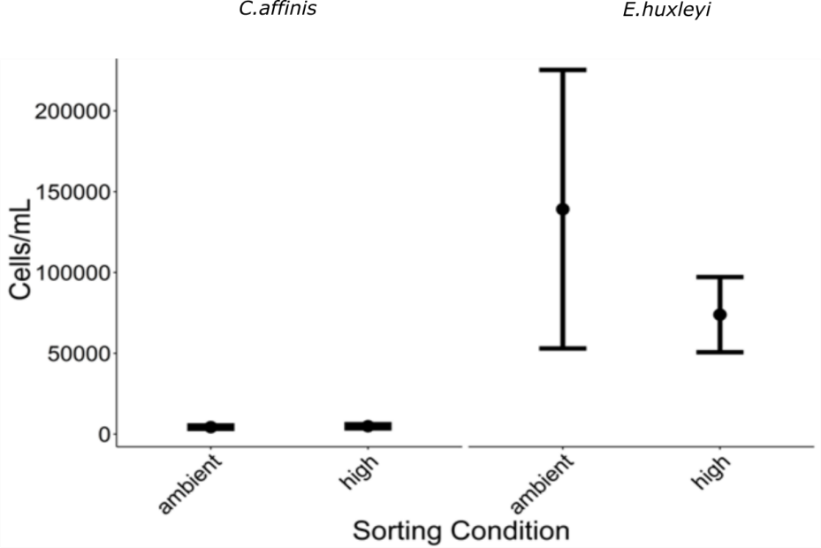 C.affinis E.huxleyi
200000
150000
100000
50000
0
Cells/mL
ambient high ambient high
Sorting Condition